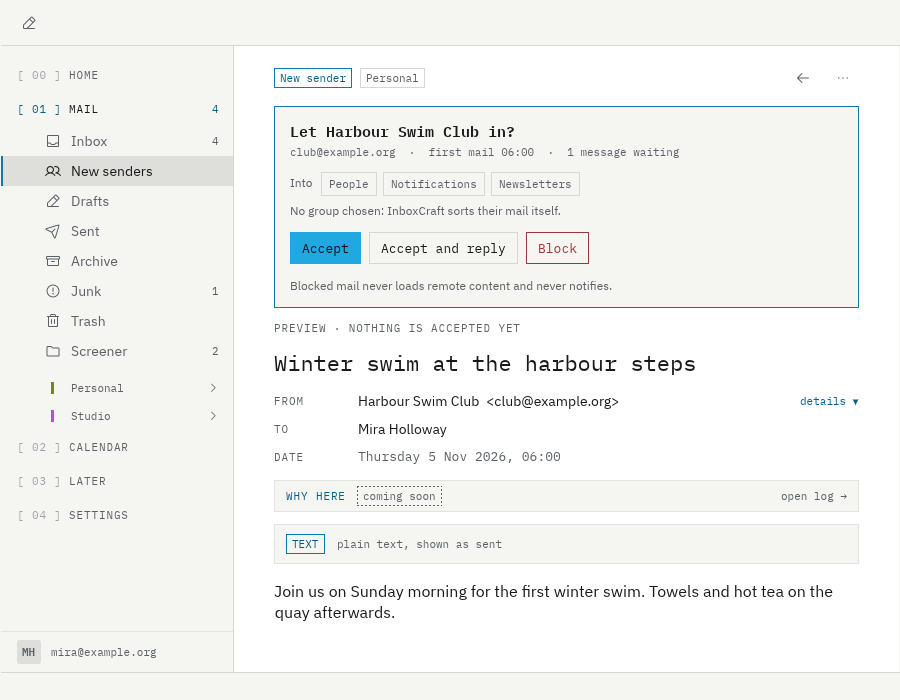 [ 00 ] HOME
[ 01 ] MAIL 4
Inbox 4
New senders
Drafts
Sent
Archive
Junk 1
Trash
Screener 2
Personal
Studio
[ 02 ] CALENDAR
[ 03 ] LATER
[ 04 ] SETTINGS
MH mira@example.org
New sender Personal
Let Harbour Swim Club in?
club@example.org · first mail 06:00 · 1 message waiting
Into People Notifications Newsletters
No group chosen: InboxCraft sorts their mail itself.
Accept Accept and reply Block
Blocked mail never loads remote content and never notifies.
PREVIEW · NOTHING IS ACCEPTED YET
Winter swim at the harbour steps
FROM Harbour Swim Club <club@example.org> details ▾
TO Mira Holloway
DATE Thursday 5 Nov 2026, 06:00
WHY HERE coming soon open log →
TEXT plain text, shown as sent
Join us on Sunday morning for the first winter swim. Towels and hot tea on the
quay afterwards.